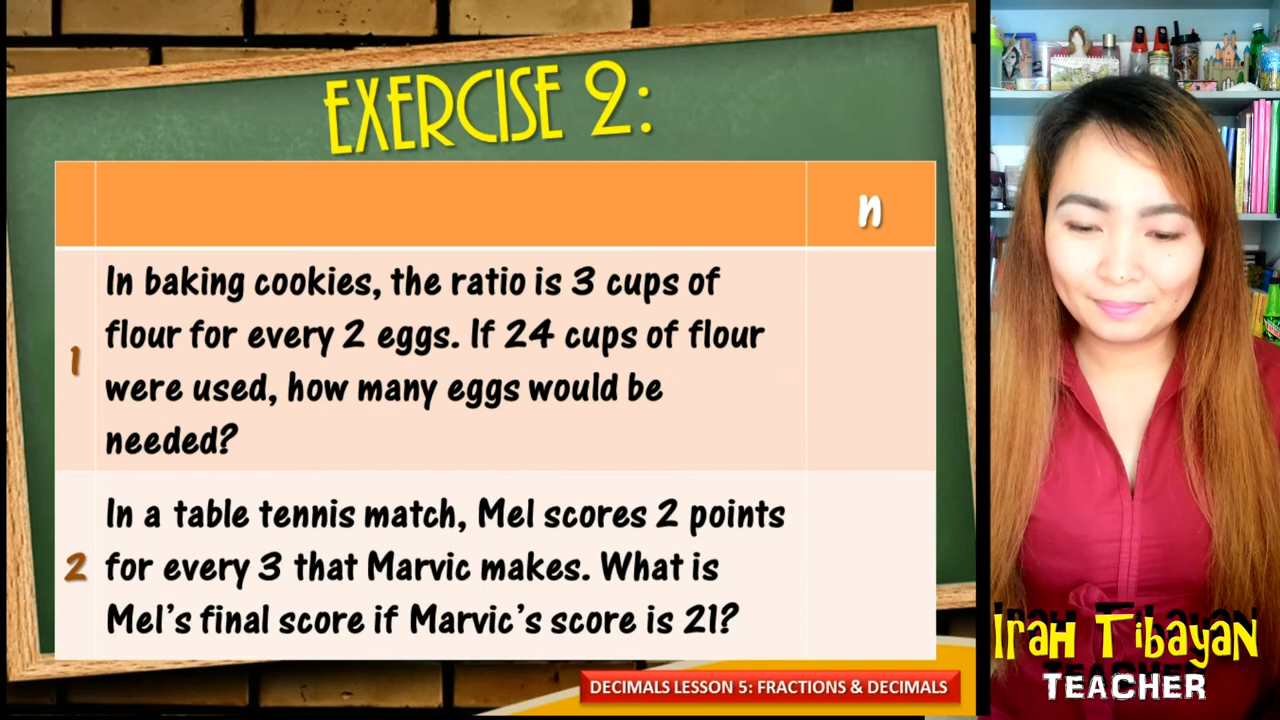 EXERCISE 2:
n
1
In baking cookies, the ratio is 3 cups of
flour for every 2 eggs. If 24 cups of flour
were used, how many eggs would be
needed?
2
In a table tennis match, Mel scores 2 points
for every 3 that Marvic makes. What is
Mel's final score if Marvic's score is 21?
DECIMALS LESSON 5: FRACTIONS & DECIMALS
Irah Tibayan
TEACHER